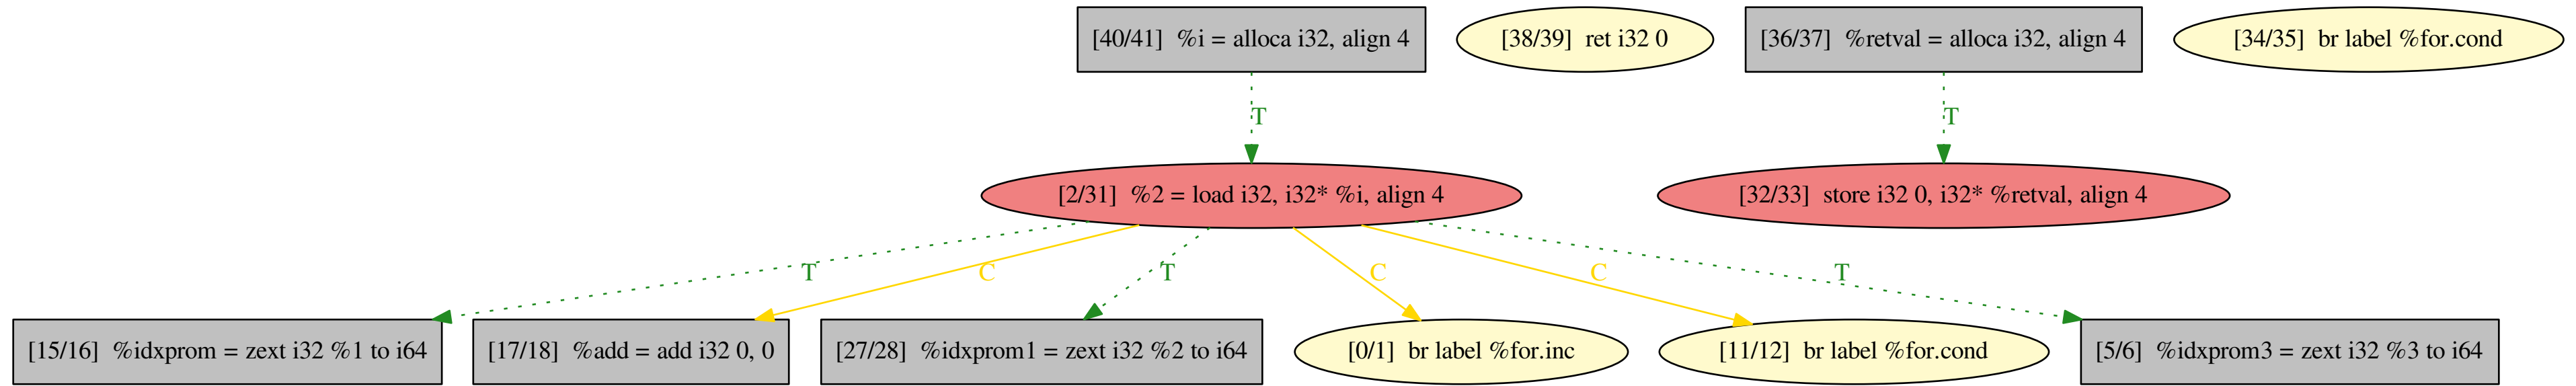 [40/41]  %i = alloca i32, align 4
[38/39]  ret i32 0
[36/37]  %retval = alloca i32, align 4
[34/35]  br label %for.cond
T
T
[2/31]  %2 = load i32, i32* %i, align 4
[32/33]  store i32 0, i32* %retval, align 4
T
C
T
C
C
T
[15/16]  %idxprom = zext i32 %1 to i64
[17/18]  %add = add i32 0, 0
[27/28]  %idxprom1 = zext i32 %2 to i64
[0/1]  br label %for.inc
[11/12]  br label %for.cond
[5/6]  %idxprom3 = zext i32 %3 to i64